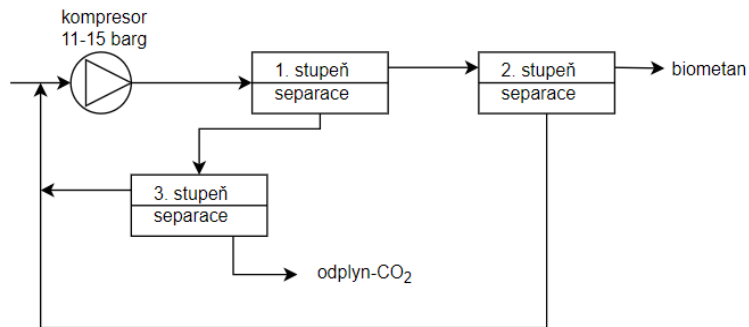 kompresor
11-15 barg
1. stupeň
separace
2. stupeň
separace
biometan
3. stupeň
separace
odplyn-CO₂